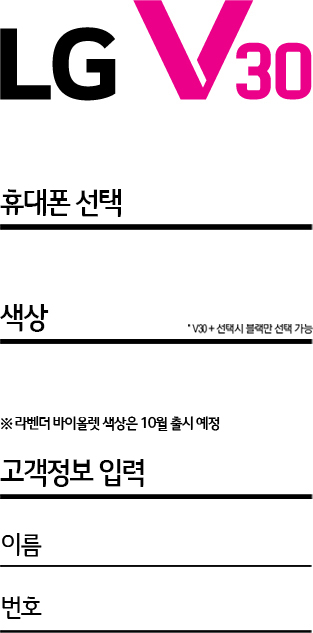 LG V30
휴대폰 선택
색상
* V30 + 선택시 블랙만 선택 가능
※ 라벤더 바이올렛 색상은 10월 출시 예정
고객정보 입력
이름
번호